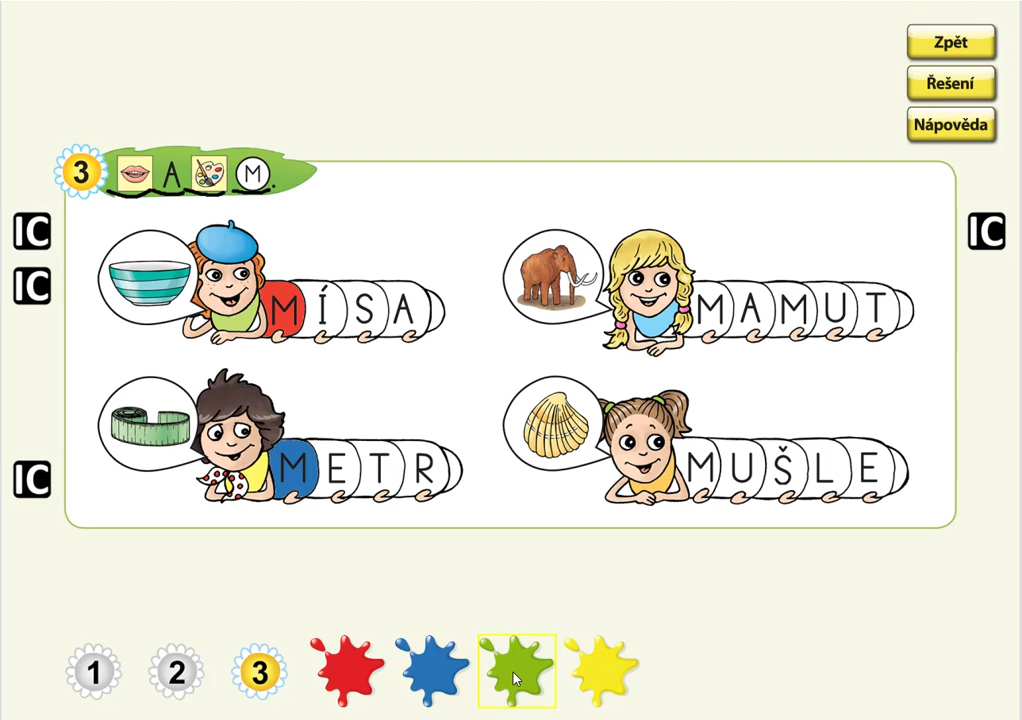 Zpět
Řešení
Nápověda
3 A M.
IC
IC
IC
IC
MÍSA
MAMUT
METR
MUŠLE
1 2 3